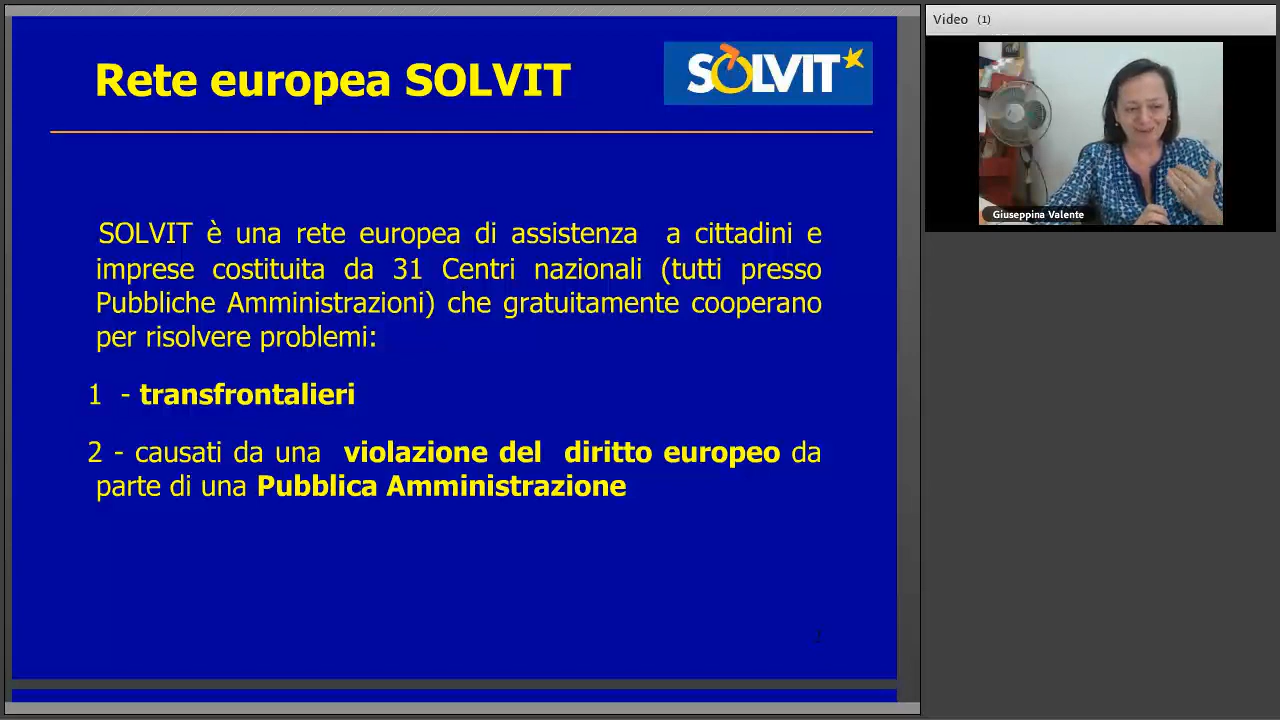 Rete europea SOLVIT
SOLVIT
SOLVIT è una rete europea di assistenza a cittadini e
imprese costituita da 31 Centri nazionali (tutti presso
Pubbliche Amministrazioni) che gratuitamente cooperano
per risolvere problemi:
1 - transfrontalieri
2 - causati da una violazione del diritto europeo da
parte di una Pubblica Amministrazione
2
Video (1)
Giuseppina Valente